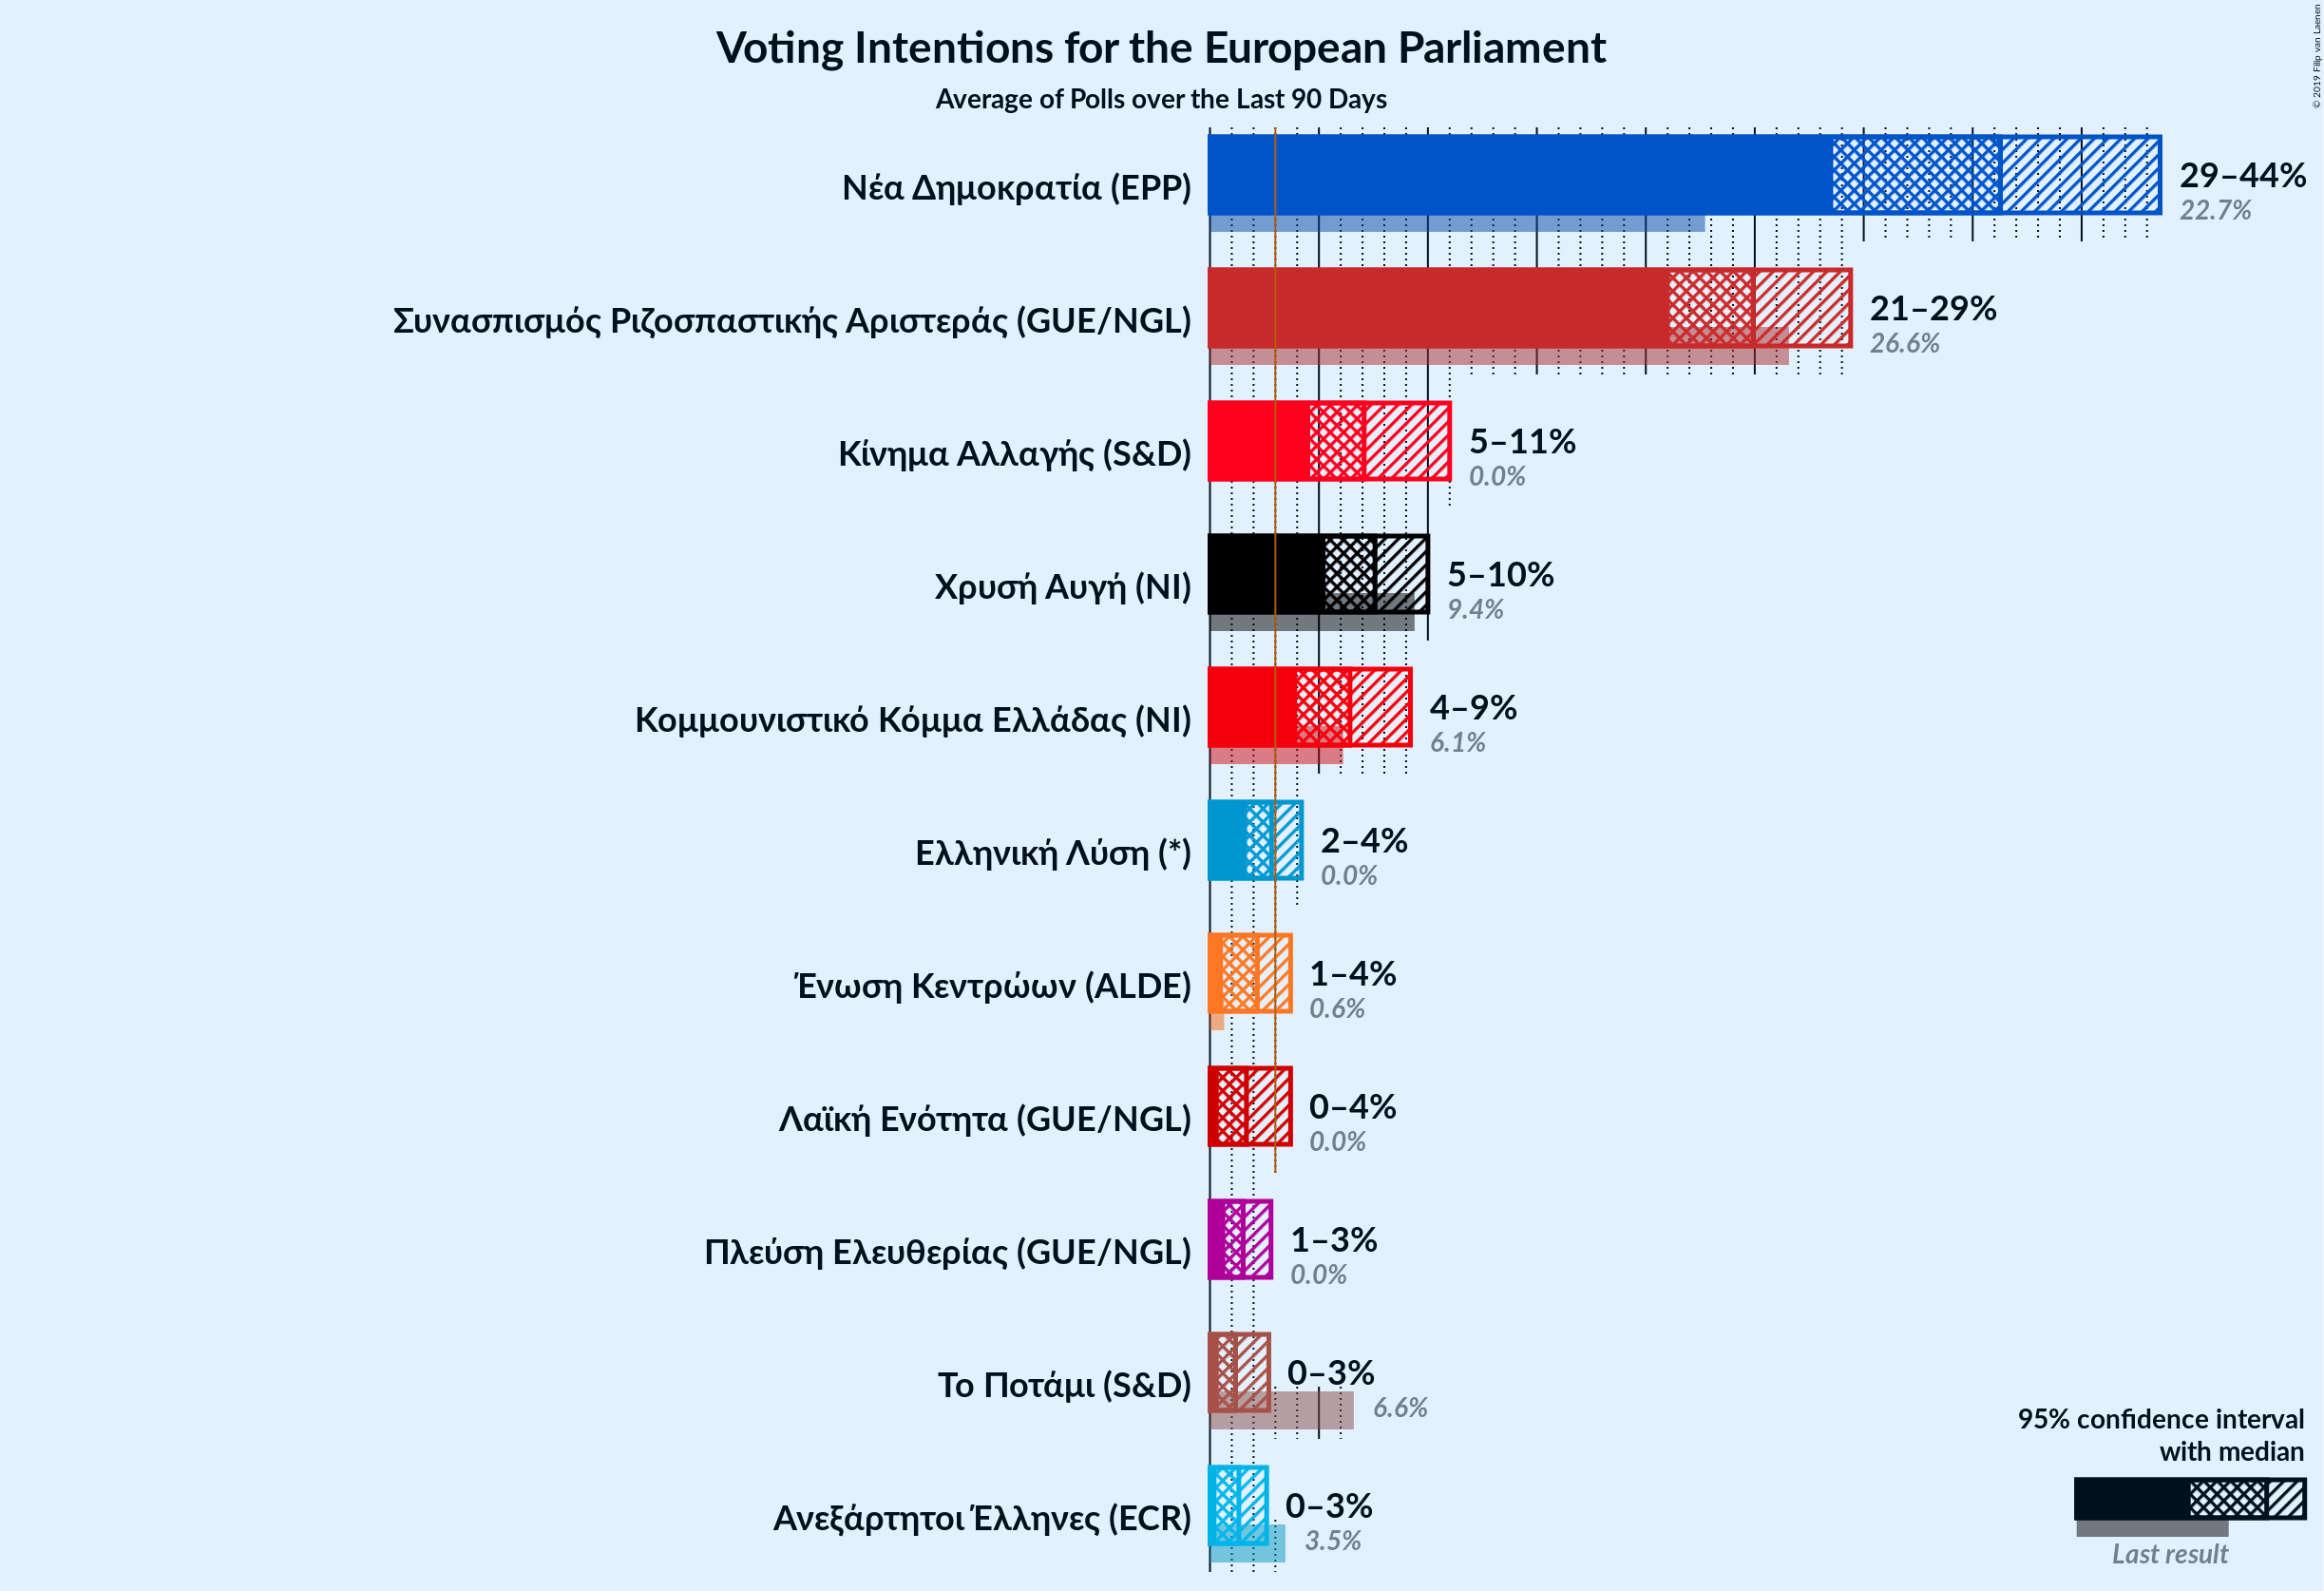 Voting Intentions for the European Parliament
Average of Polls over the Last 90 Days
© 2019 Filip van Laenen
Νέα Δημοκρατία (EPP)
29–44%
22.7%
Συνασπισμός Ριζοσπαστικής Αριστεράς (GUE/NGL)
21–29%
26.6%
Κίνημα Αλλαγής (S&D)
5–11%
0.0%
Χρυσή Αυγή (NI)
5–10%
9.4%
Κομμουνιστικό Κόμμα Ελλάδας (NI)
4–9%
6.1%
Ελληνική Λύση (*)
2–4%
0.0%
Ένωση Κεντρώων (ALDE)
1–4%
0.6%
Λαϊκή Ενότητα (GUE/NGL)
0–4%
0.0%
Πλεύση Ελευθερίας (GUE/NGL)
1–3%
0.0%
Το Ποτάμι (S&D)
0–3%
6.6%
Ανεξάρτητοι Έλληνες (ECR)
0–3%
3.5%
95% confidence interval
with median
Last result